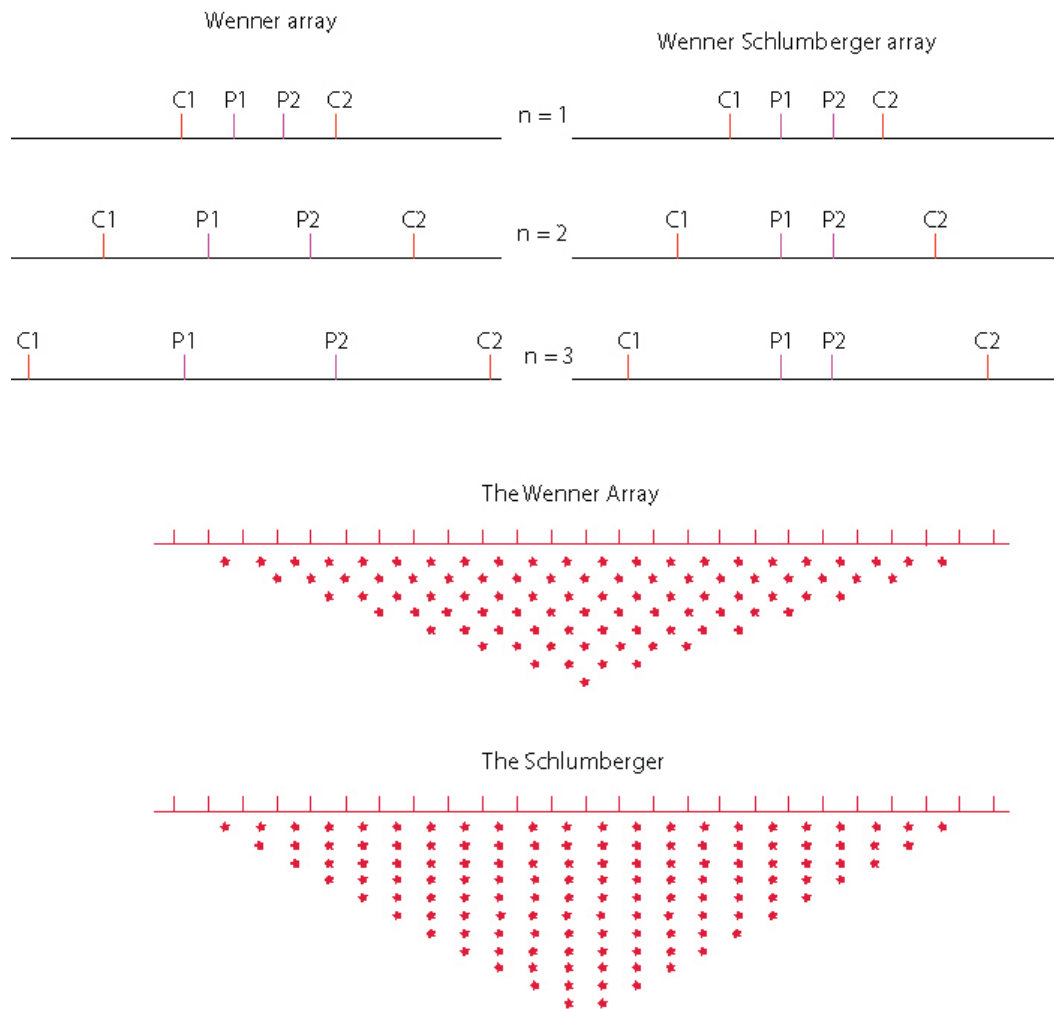 Wenner array
Wenner Schlumberger array
C1 P1 P2 C2
n = 1
C1 P1 P2 C2
C1 P1 P2 C2
n = 2
C1 P1 P2 C2
C1 P1 P2 C2
n = 3
C1 P1 P2 C2
The Wenner Array
The Schlumberger